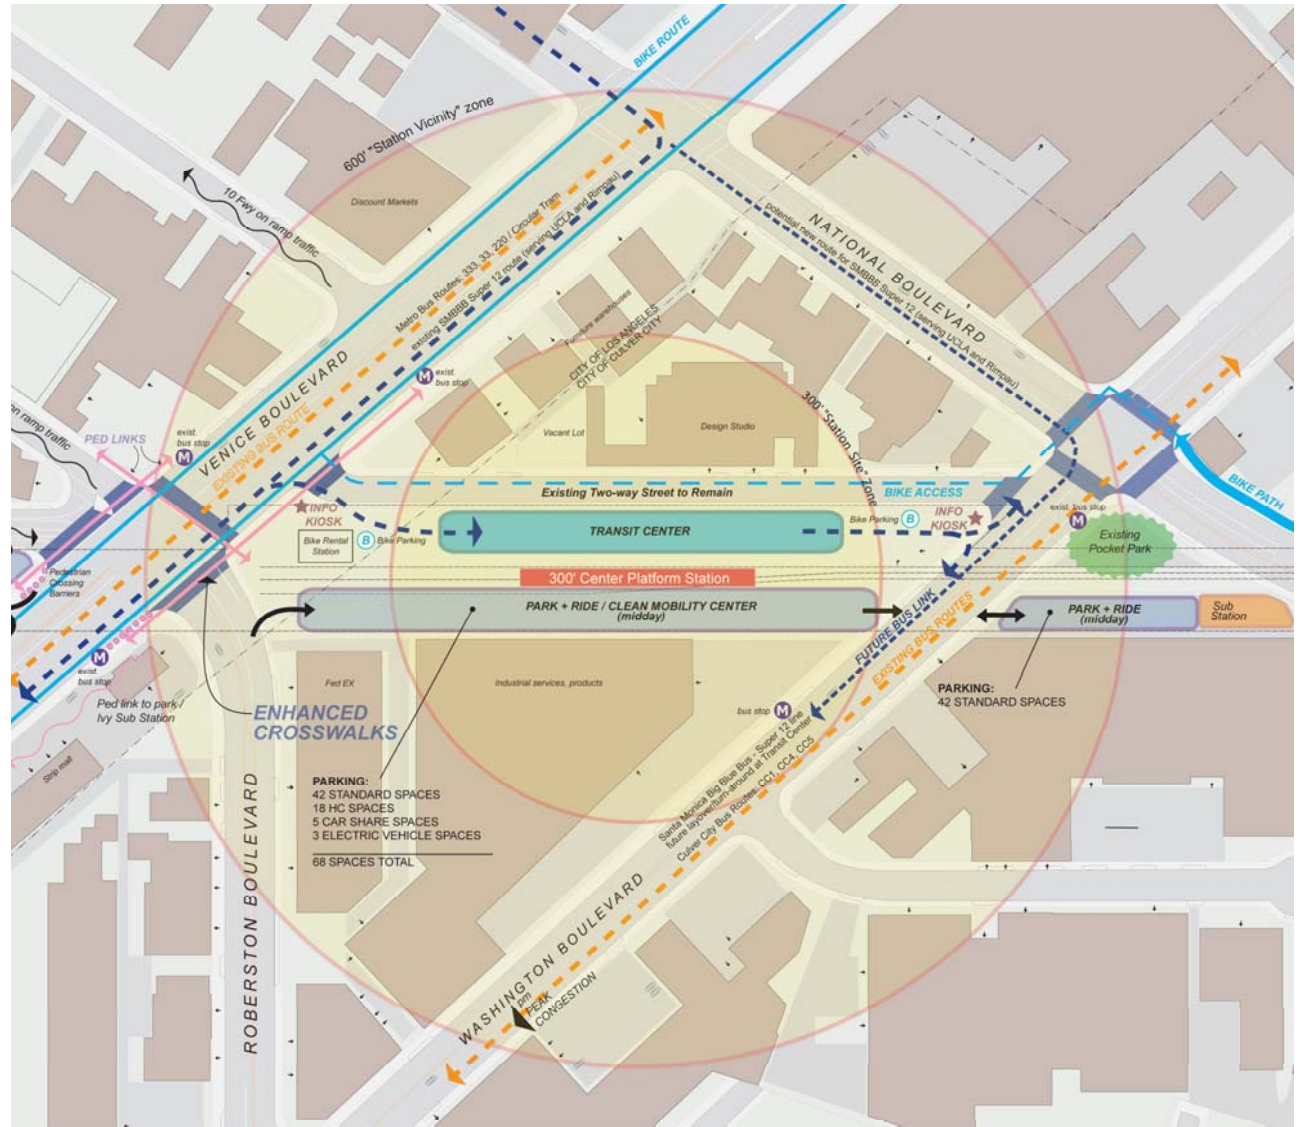 BIKE ROUTE
600' "Station Vicinity" zone
10 Fwy on ramp traffic
Discount Markets
Metro Bus Routes: 333, 33, 220 / Circular Tram
existing SMBBB Super 12 route (serving UCLA and Rimpau)
NATIONAL BOULEVARD
potential new route for SMBBB Super 12 (serving UCLA and Rimpau)
Furniture warehouses
CITY OF LOS ANGELES
CITY OF CULVER CITY
VENICE BOULEVARD
EXISTING BUS ROUTE
M
exist.
bus stop
on ramp traffic
PED LINKS
exist.
bus stop
M
Vacant Lot
Design Studio
300' "Station Site" Zone
Existing Two-way Street to Remain
BIKE ACCESS
BIKE PATH
INFO
KIOSK
Bike Rental
Station
B
Bike Parking
TRANSIT CENTER
Bike Parking
B
INFO
KIOSK
exist. bus stop
M
Existing
Pocket Park
Pedestrian
Crossing
Barriers
300' Center Platform Station
PARK + RIDE / CLEAN MOBILITY CENTER
(midday)
PARK + RIDE
(midday)
Sub
Station
FUTURE BUS LINK
EXISTING BUS ROUTES
M
exist.
bus stop
Ped link to park /
Ivy Sub Station
Strip mall
ENHANCED
CROSSWALKS
Fed EX
Industrial services, products
bus stop
M
PARKING:
42 STANDARD SPACES
PARKING:
42 STANDARD SPACES
18 HC SPACES
5 CAR SHARE SPACES
3 ELECTRIC VEHICLE SPACES
68 SPACES TOTAL
Santa Monica Big Blue Bus - Super 12 line
future layover/turn-around at Transit Center
Culver City Bus Routes: CC1, CC4, CC5
ROBERSTON BOULEVARD
WASHINGTON BOULEVARD
pm
PEAK
CONGESTION